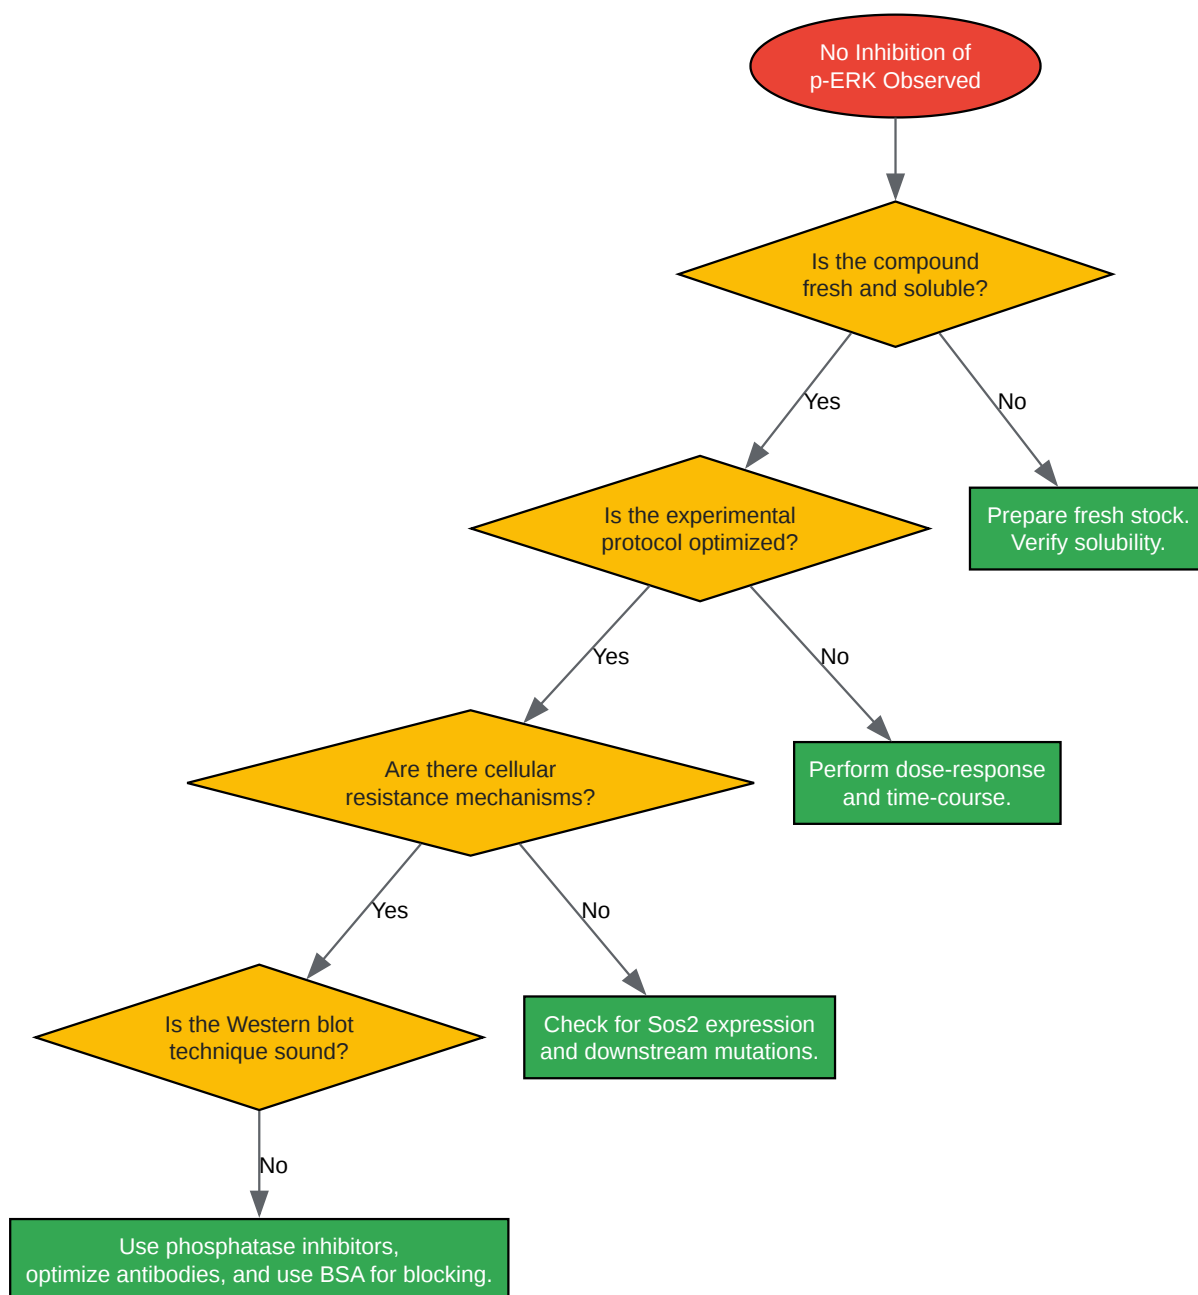 No Inhibition of
p-ERK Observed
Is the compound
fresh and soluble?
Yes
No
Is the experimental
protocol optimized?
Prepare fresh stock.
Verify solubility.
Yes
No
Are there cellular
resistance mechanisms?
Perform dose-response
and time-course.
Yes
No
Is the Western blot
technique sound?
Check for Sos2 expression
and downstream mutations.
No
Use phosphatase inhibitors,
optimize antibodies, and use BSA for blocking.